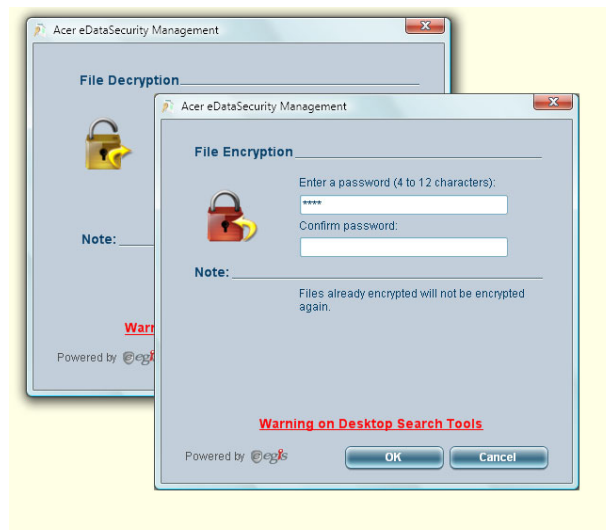 Acer eDataSecurity Management
File Decryption
Note:
Powered by egis
Acer eDataSecurity Management
File Encryption
Enter a password (4 to 12 characters):
****
Confirm password:
Note:
Files already encrypted will not be encrypted
again.
Warning on Desktop Search Tools
Powered by egis
OK
Cancel